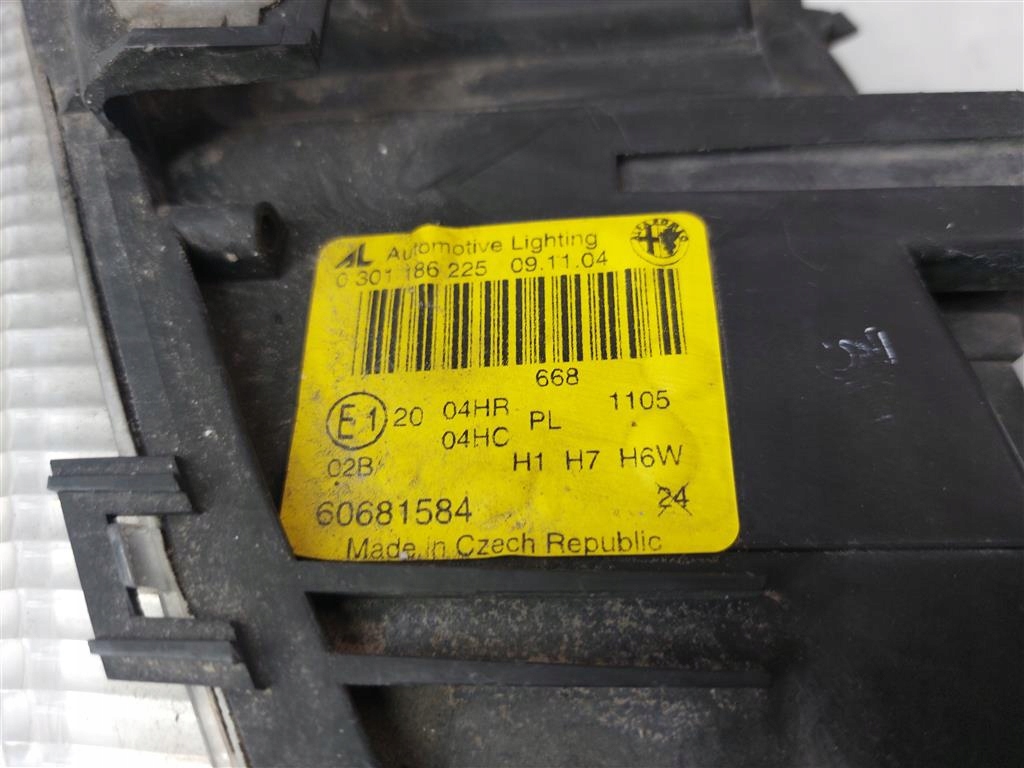 AL Automotive Lighting
0 301 186 225 09.11.04
668
E1 20 04HR PL 1105
04HC
02B H1 H7 H6W
60681584 24
Made in Czech Republic